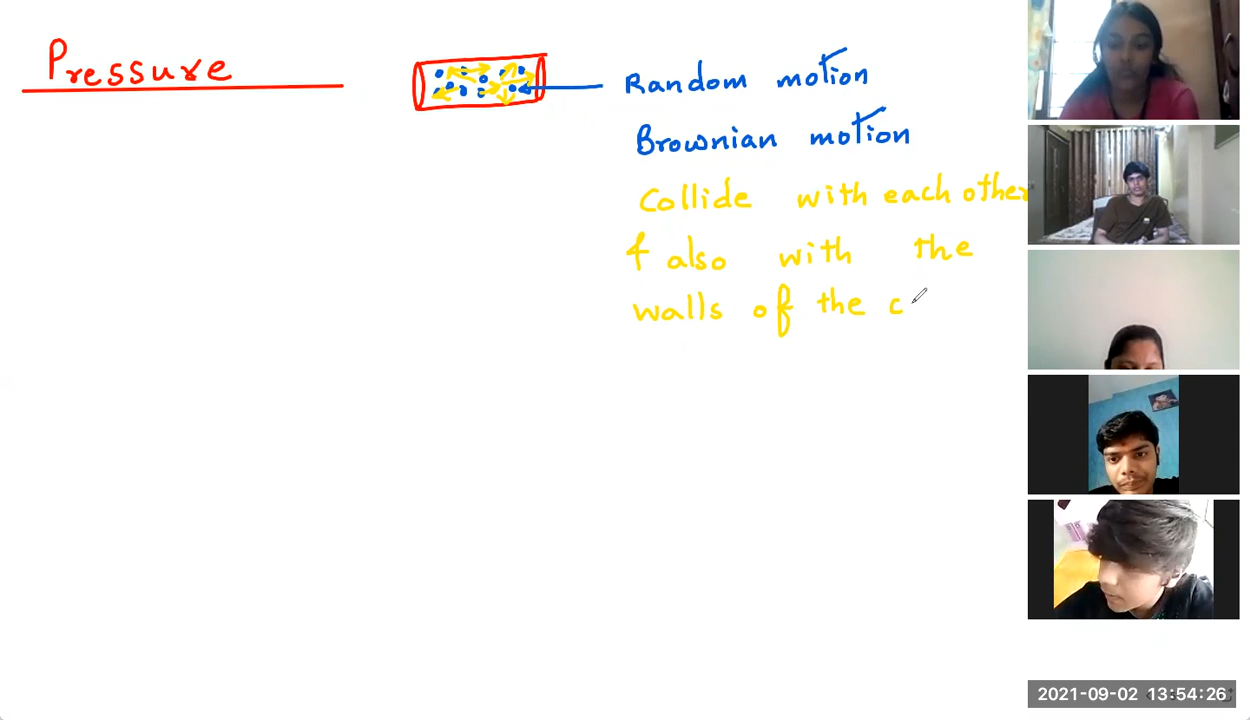 Pressure
Random motion
Brownian motion
Collide with each other
& also with the
walls of the c
2021-09-02 13:54:26